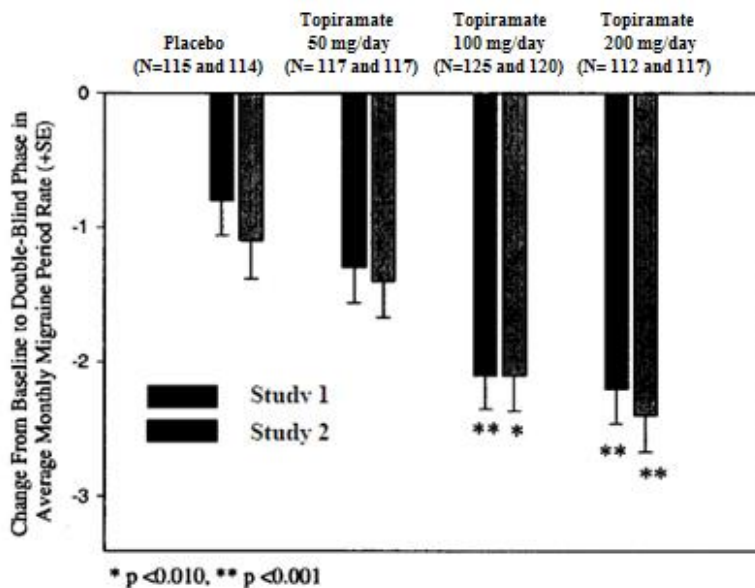 Placebo
(N=115 and 114)
Topiramate
50 mg/day
(N= 117 and 117)
Topiramate
100 mg/day
(N=125 and 120)
Topiramate
200 mg/day
(N= 112 and 117)
Change From Baseline to Double-Blind Phase in
Average Monthly Migraine Period Rate (+SE)
0
-1
-2
-3
Study 1
Study 2
** *
**
**
* p <0.010, ** p <0.001